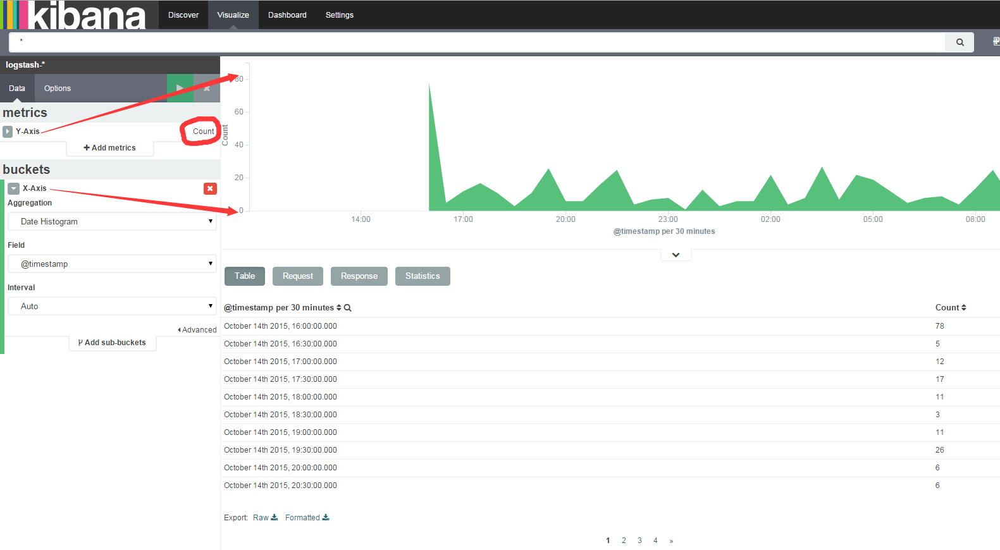 kibana
Discover
Visualize
Dashboard
Settings
*
logstash-*
Data
Options
metrics
Y-Axis
Count
Add metrics
buckets
X-Axis
Aggregation
Date Histogram
Field
@timestamp
Interval
Auto
Advanced
Add sub-buckets
80
60
40
20
0
Count
14:00 17:00 20:00 23:00 02:00 05:00 08:00
@timestamp per 30 minutes
Table Request Response Statistics
@timestamp per 30 minutes Count
October 14th 2015, 16:00:00.000 78
October 14th 2015, 16:30:00.000 5
October 14th 2015, 17:00:00.000 12
October 14th 2015, 17:30:00.000 17
October 14th 2015, 18:00:00.000 11
October 14th 2015, 18:30:00.000 3
October 14th 2015, 19:00:00.000 11
October 14th 2015, 19:30:00.000 26
October 14th 2015, 20:00:00.000 6
October 14th 2015, 20:30:00.000 6
Export: Raw Formatted
1 2 3 4 »